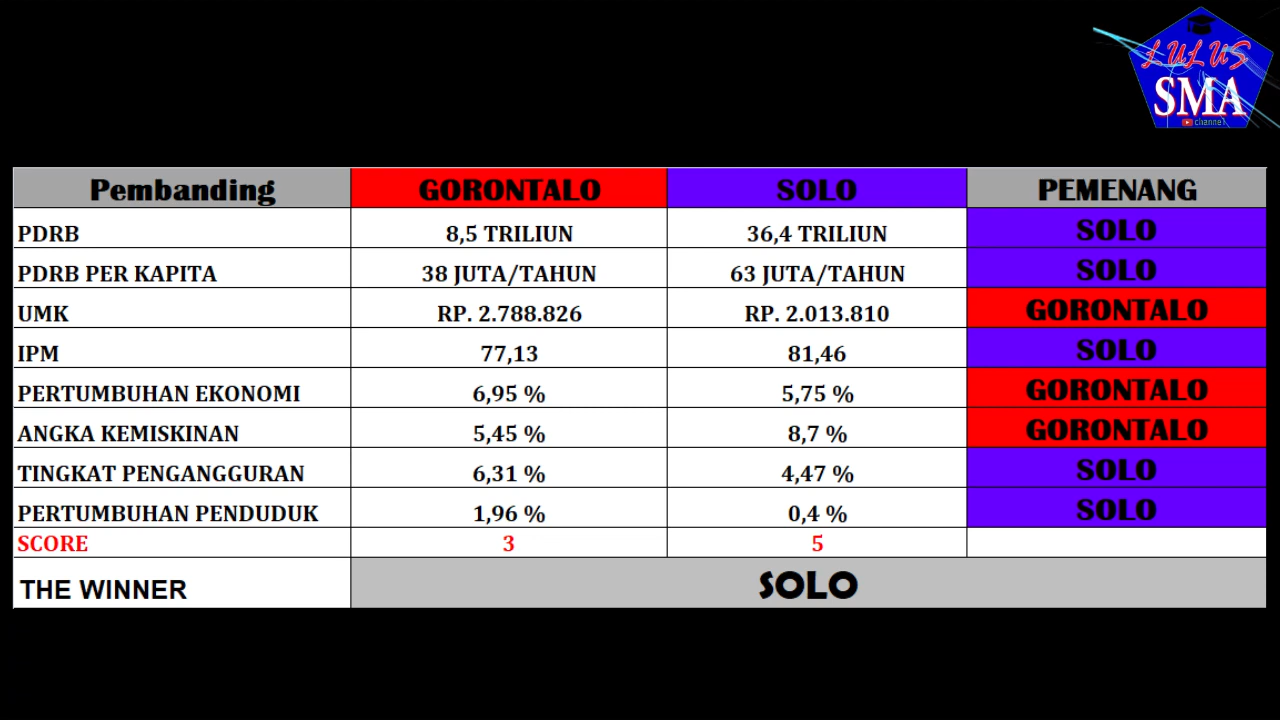 LULUS
SMA
channel
Pembanding GORONTALO SOLO PEMENANG
PDRB 8,5 TRILIUN 36,4 TRILIUN SOLO
PDRB PER KAPITA 38 JUTA/TAHUN 63 JUTA/TAHUN SOLO
UMK RP. 2.788.826 RP. 2.013.810 GORONTALO
IPM 77,13 81,46 SOLO
PERTUMBUHAN EKONOMI 6,95 % 5,75 % GORONTALO
ANGKA KEMISKINAN 5,45 % 8,7 % GORONTALO
TINGKAT PENGANGGURAN 6,31 % 4,47 % SOLO
PERTUMBUHAN PENDUDUK 1,96 % 0,4 % SOLO
SCORE 3 5
THE WINNER SOLO